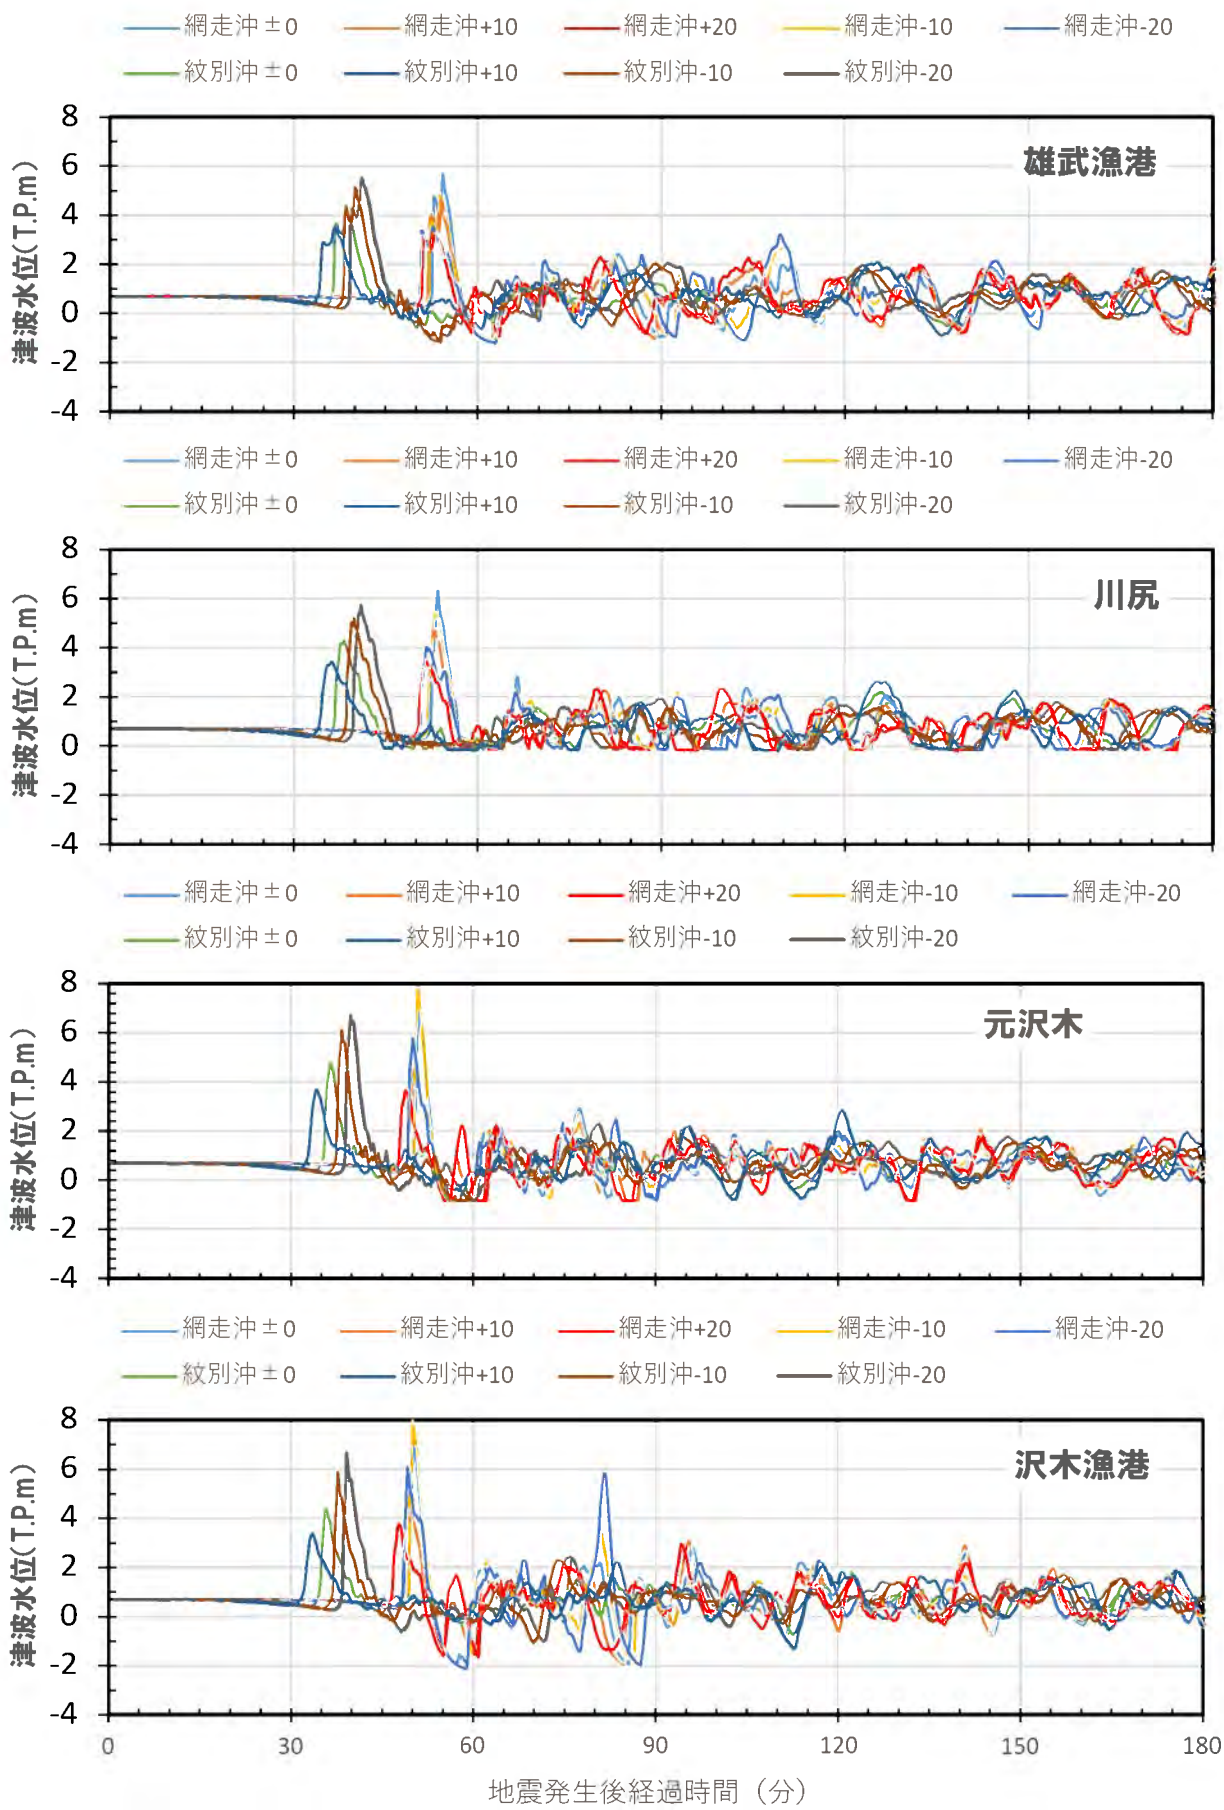 網走沖±0 網走沖+10 網走沖+20 網走沖-10 網走沖-20
紋別沖±0 紋別沖+10 紋別沖-10 紋別沖-20
8
雄武漁港
6
4
2
0
-2
-4
津波水位(T.P.m)
網走沖±0 網走沖+10 網走沖+20 網走沖-10 網走沖-20
紋別沖±0 紋別沖+10 紋別沖-10 紋別沖-20
8
川尻
6
4
2
0
-2
-4
津波水位(T.P.m)
網走沖±0 網走沖+10 網走沖+20 網走沖-10 網走沖-20
紋別沖±0 紋別沖+10 紋別沖-10 紋別沖-20
8
元沢木
6
4
2
0
-2
-4
津波水位(T.P.m)
網走沖±0 網走沖+10 網走沖+20 網走沖-10 網走沖-20
紋別沖±0 紋別沖+10 紋別沖-10 紋別沖-20
8
沢木漁港
6
4
2
0
-2
-4
津波水位(T.P.m)
0 30 60 90 120 150 180
地震発生後経過時間（分）